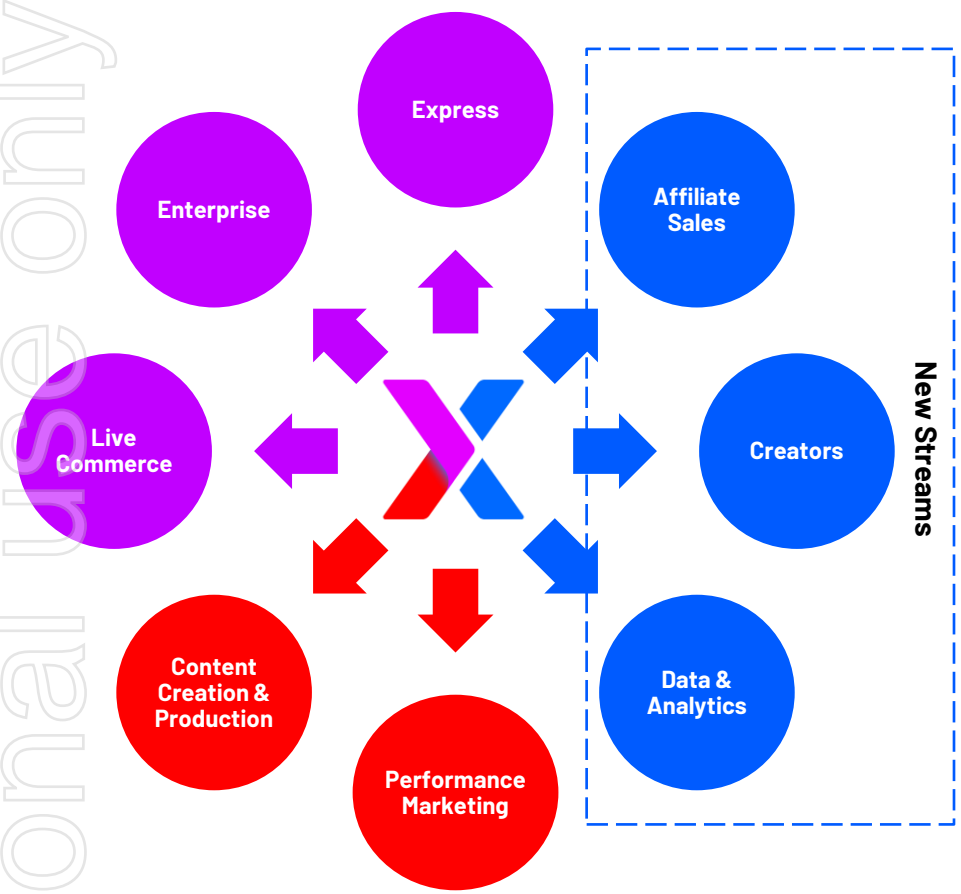 Express
Enterprise
Affiliate
Sales
Live
Commerce
Creators
New Streams
Content
Creation &
Production
Data &
Analytics
Performance
Marketing
onal use only